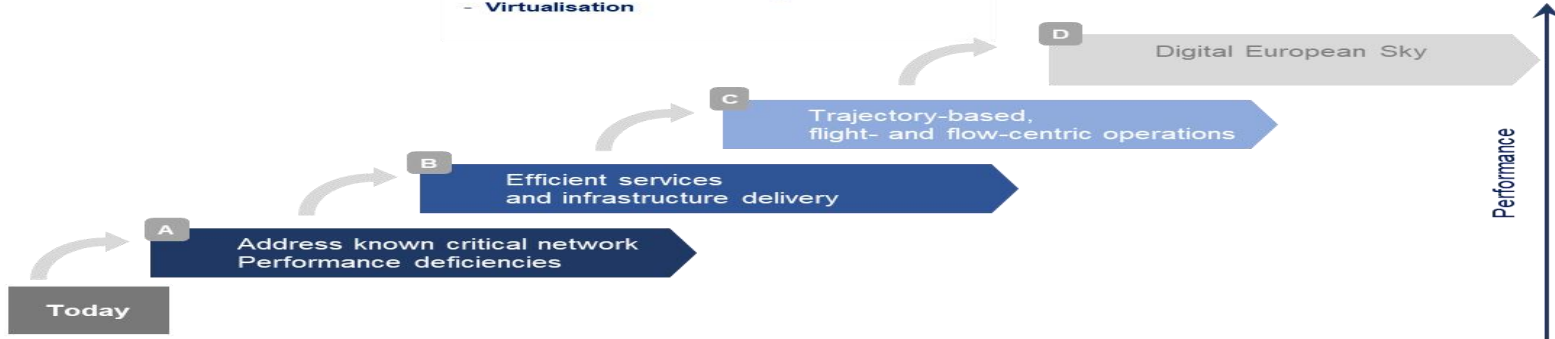 - Virtualisation
D
Digital European Sky
C
Trajectory-based,
flight- and flow-centric operations
B
Efficient services
and infrastructure delivery
A
Address known critical network
Performance deficiencies
Today
Performance